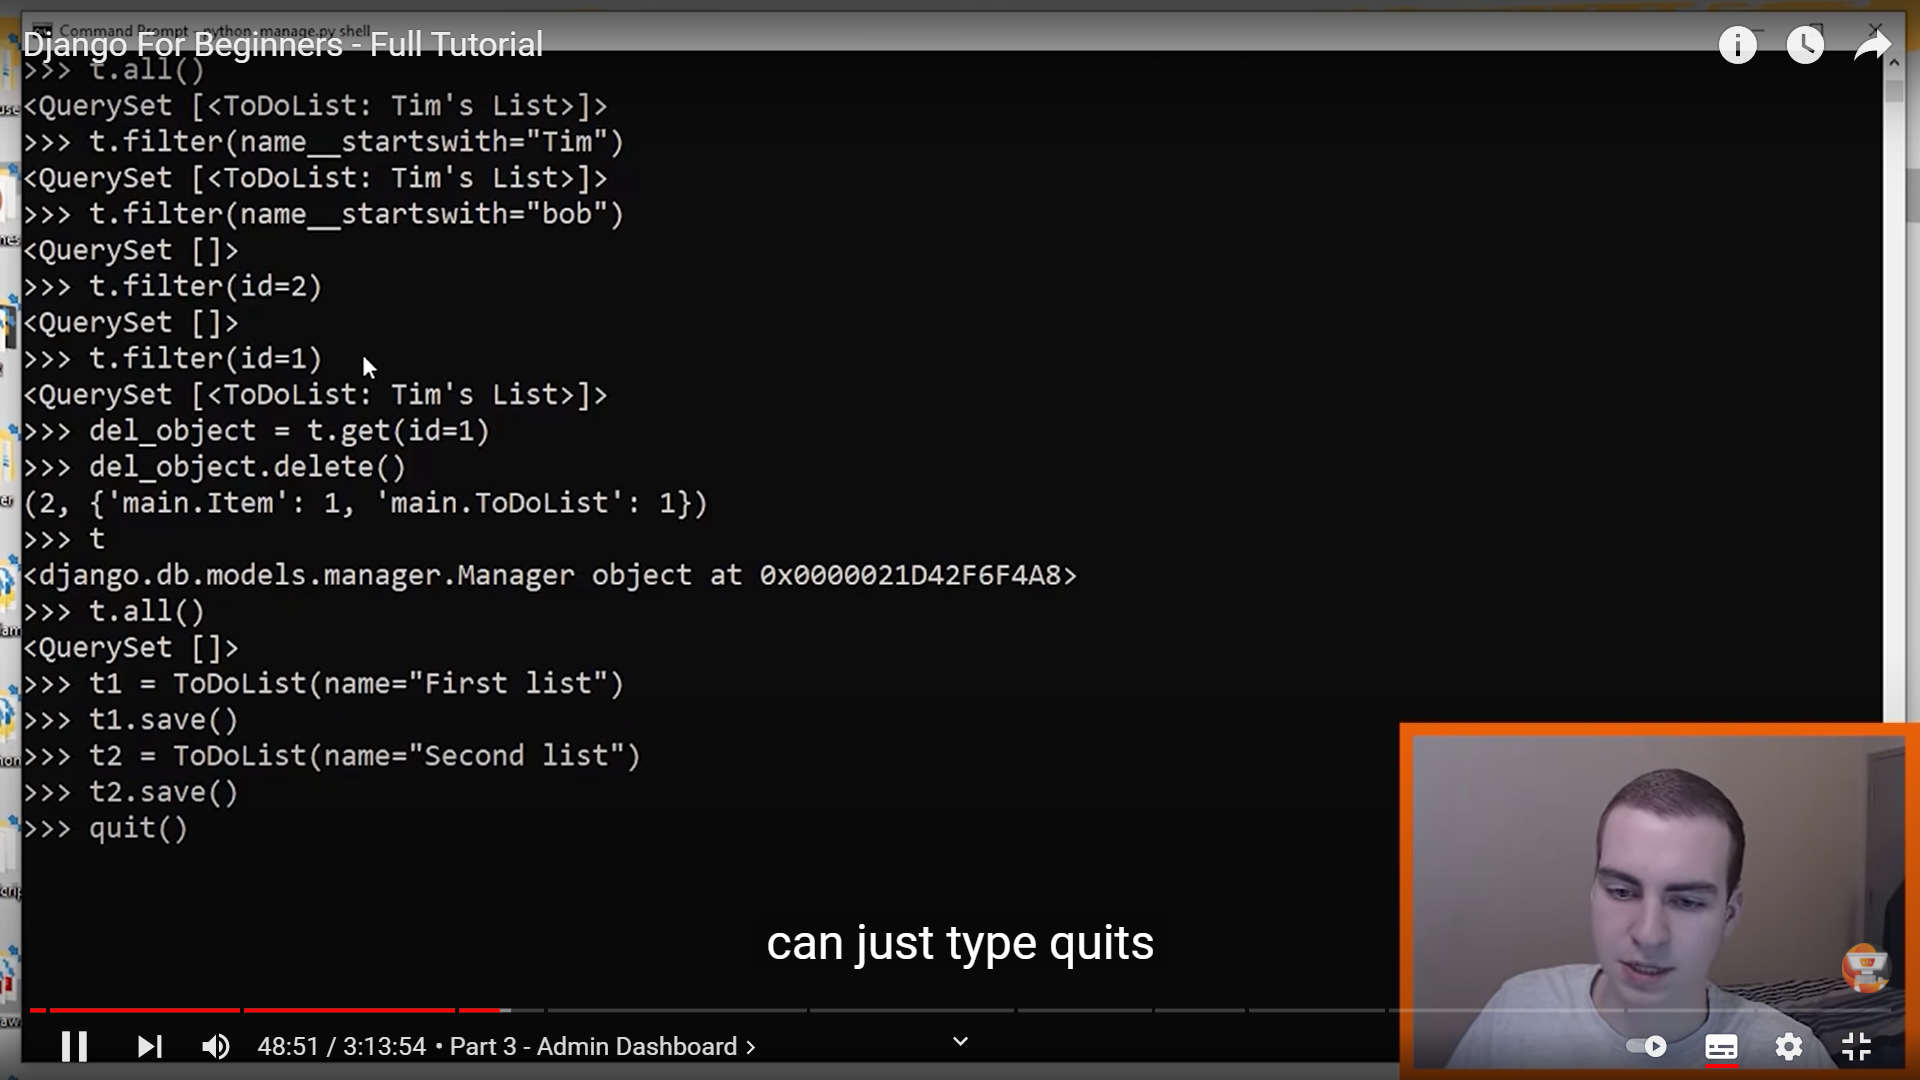 Command Prompt - python manage.py shell
Django For Beginners - Full Tutorial
>>> t.all()
<QuerySet [<ToDoList: Tim's List>]>
>>> t.filter(name__startswith="Tim")
<QuerySet [<ToDoList: Tim's List>]>
>>> t.filter(name__startswith="bob")
<QuerySet []>
>>> t.filter(id=2)
<QuerySet []>
>>> t.filter(id=1)
<QuerySet [<ToDoList: Tim's List>]>
>>> del_object = t.get(id=1)
>>> del_object.delete()
(2, {'main.Item': 1, 'main.ToDoList': 1})
>>> t
<django.db.models.manager.Manager object at 0x0000021D42F6F4A8>
>>> t.all()
<QuerySet []>
>>> t1 = ToDoList(name="First list")
>>> t1.save()
>>> t2 = ToDoList(name="Second list")
>>> t2.save()
>>> quit()
can just type quits
48:51 / 3:13:54 • Part 3 - Admin Dashboard >